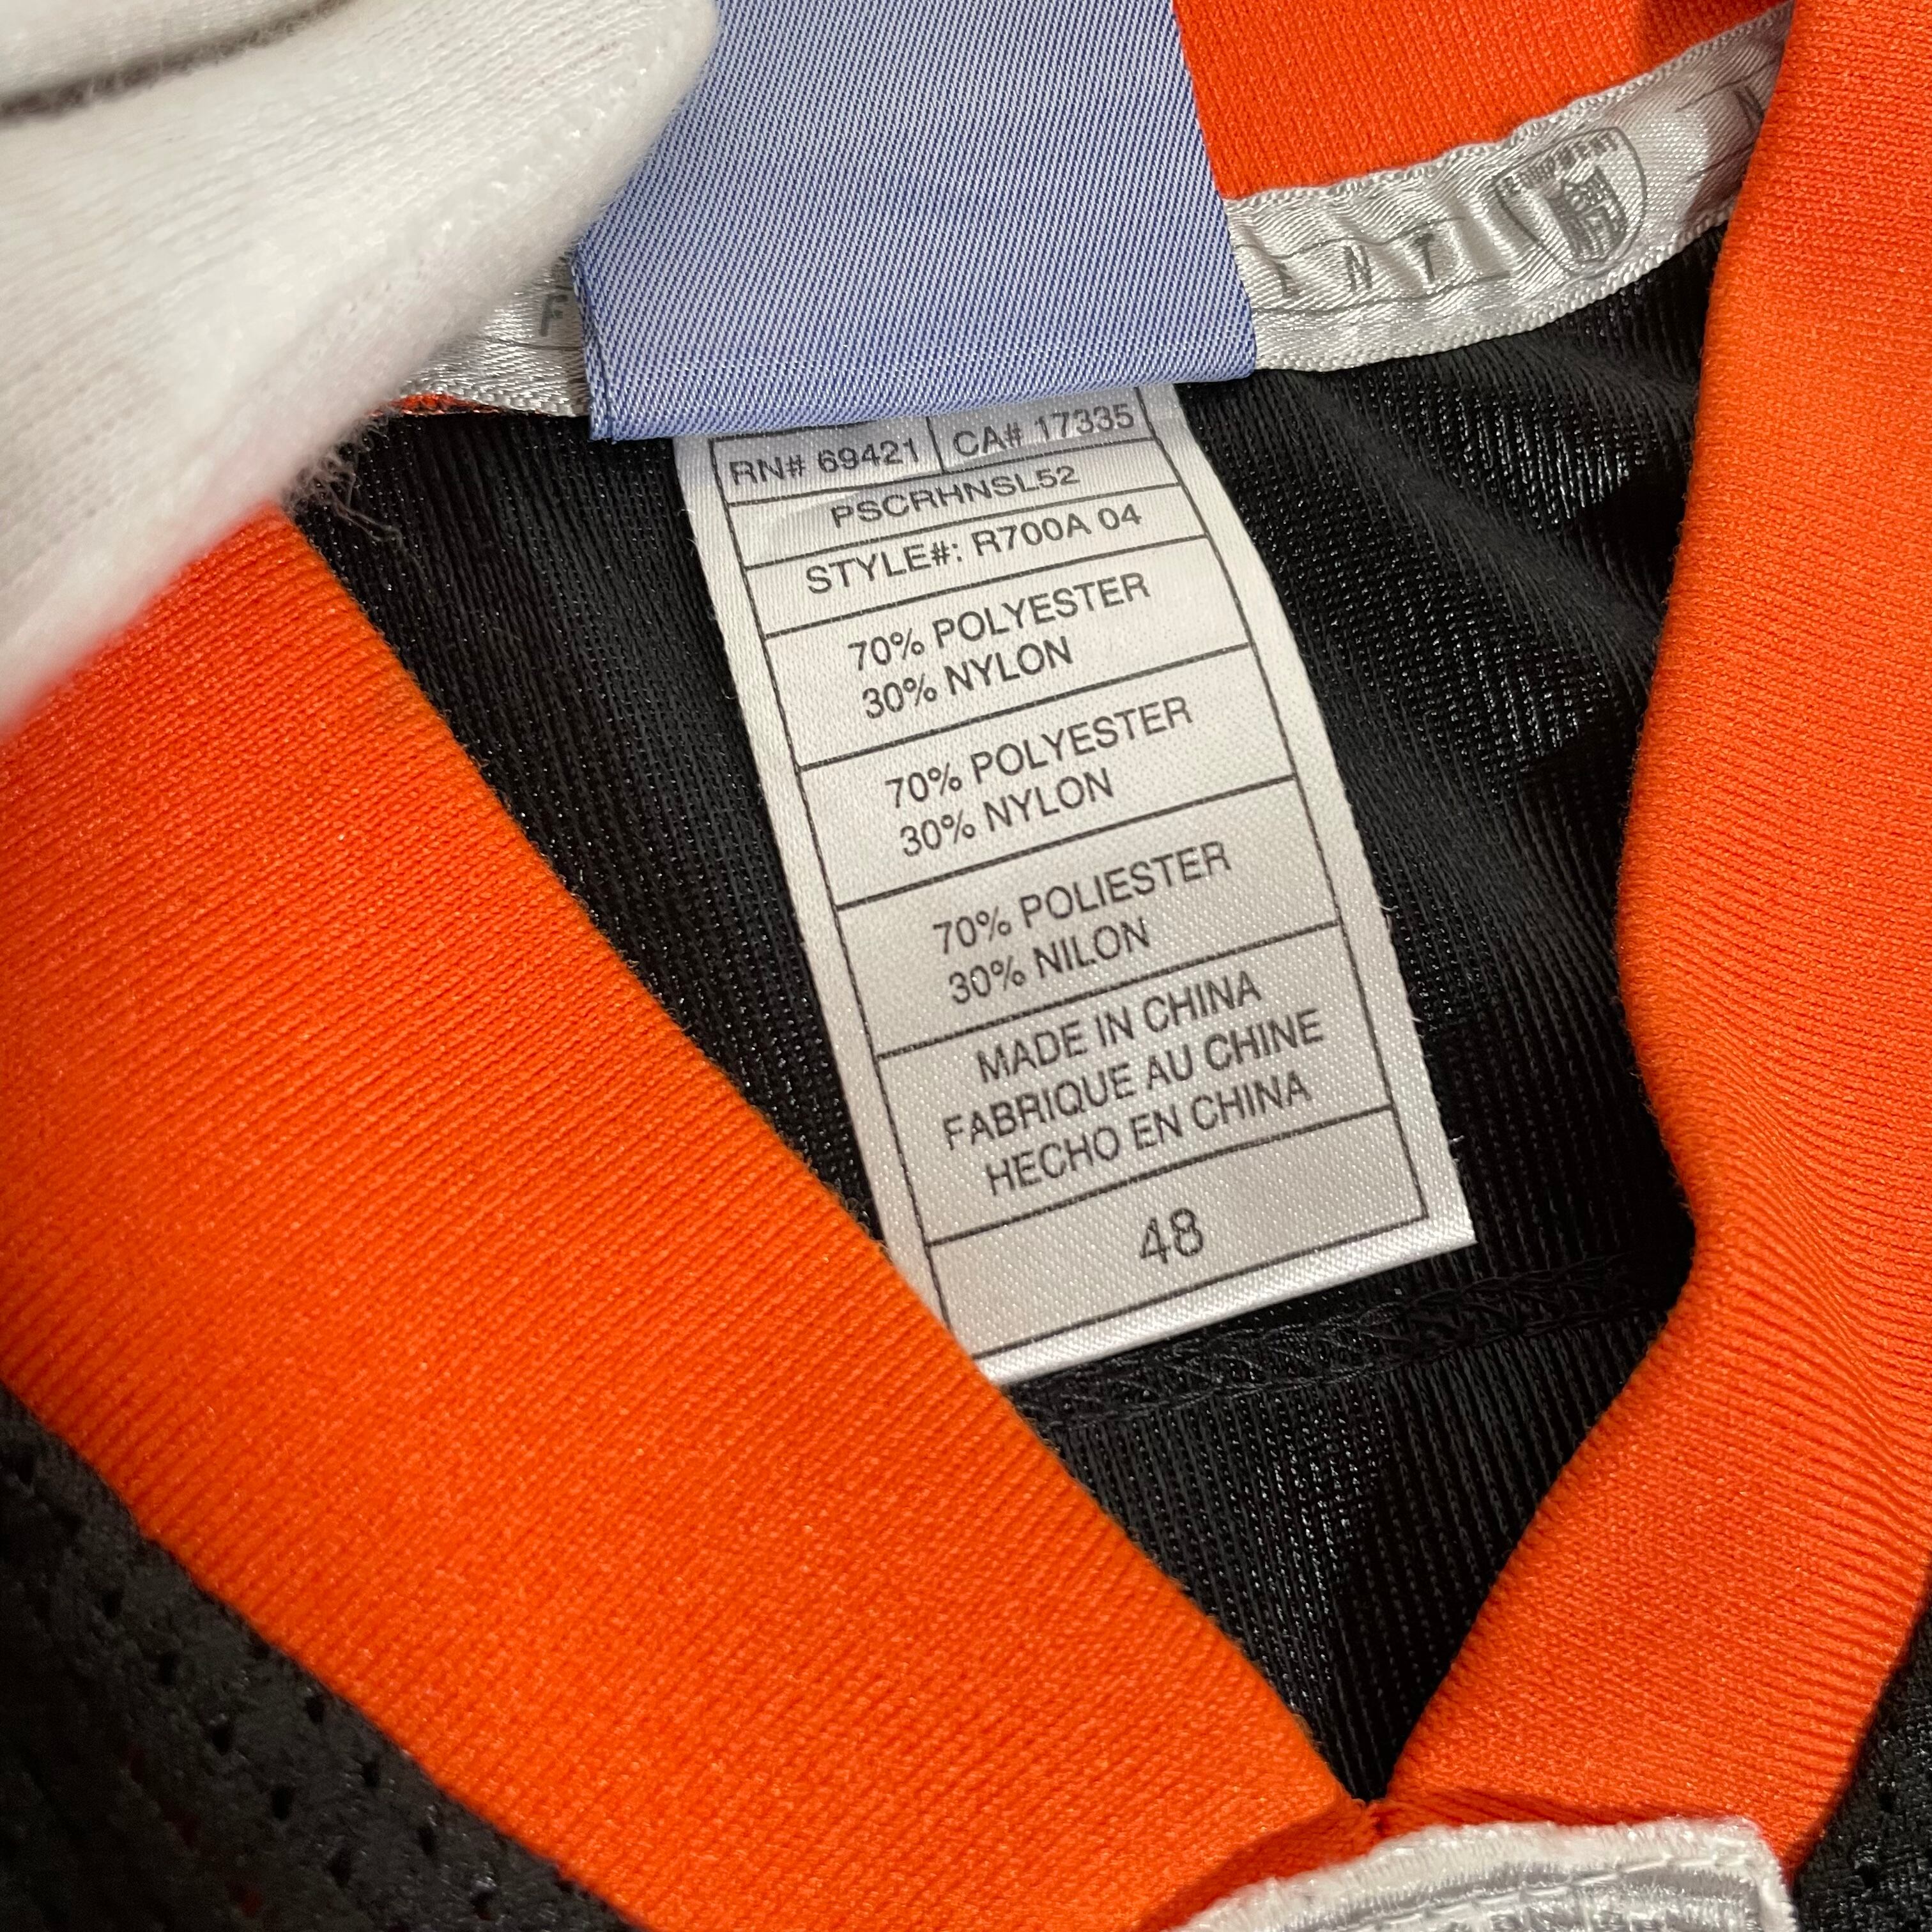 RN# 69421 CA# 17335
PSCRHNSL52
STYLE#: R700A 04
70% POLYESTER
30% NYLON
70% POLYESTER
30% NYLON
70% POLIESTER
30% NILON
MADE IN CHINA
FABRIQUE AU CHINE
HECHO EN CHINA
48